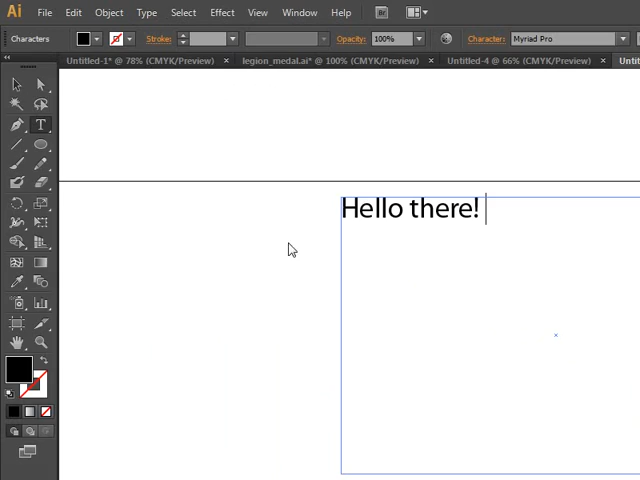 Ai File Edit Object Type Select Effect View Window Help Br
Characters Stroke: Opacity: 100% Character: Myriad Pro
Untitled-1* @ 78% (CMYK/Preview) × legion_medal.ai* @ 100% (CMYK/Preview) × Untitled-4 @ 66% (CMYK/Preview) × Untit
T
Hello there!